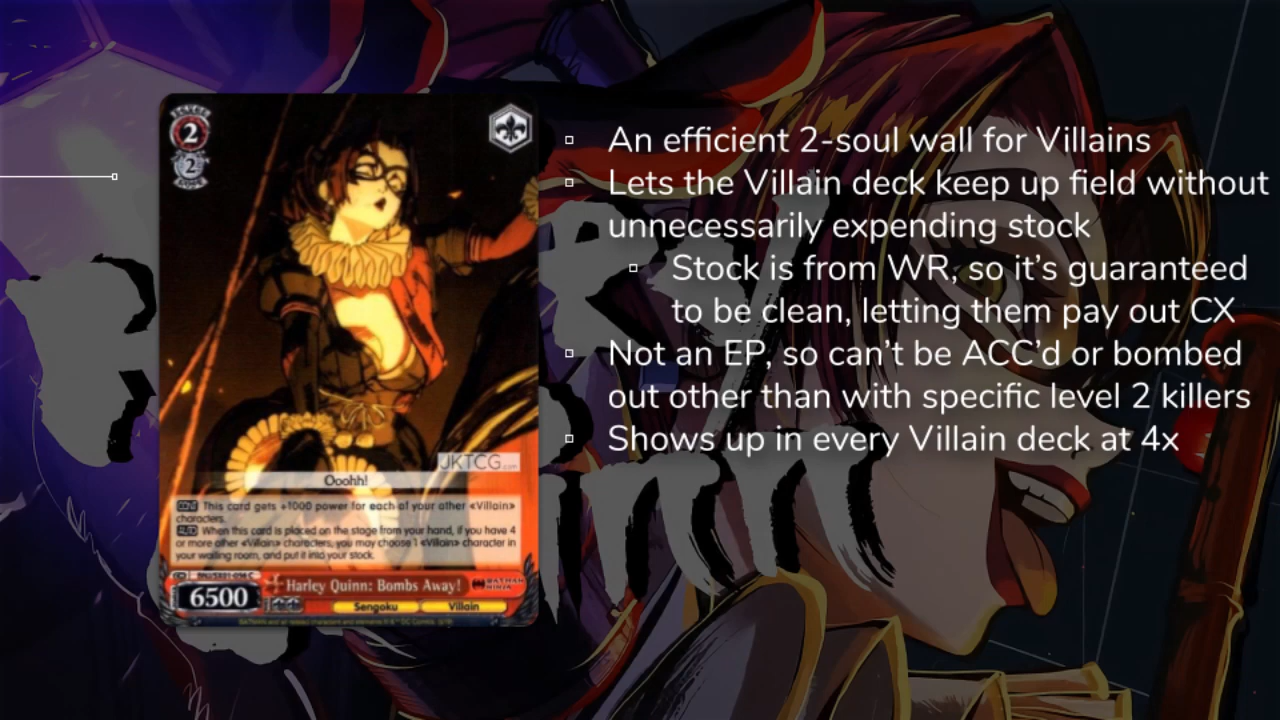 2
2
An efficient 2-soul wall for Villains
Lets the Villain deck keep up field without
unnecessarily expending stock
Stock is from WR, so it’s guaranteed
to be clean, letting them pay out CX
Not an EP, so can’t be ACC’d or bombed
out other than with specific level 2 killers
Shows up in every Villain deck at 4x
UKTCG.com
Ooohh!
CONT This card gets +1000 power for each of your other «Villain»
characters.
AUTO When this card is placed on the stage from your hand, if you have 4
or more other «Villain» characters, you may choose 1 «Villain» character in
your waiting room, and put it into your stock.
Harley Quinn: Bombs Away!
BATMAN
NINJA
6500
Sengoku
Villain